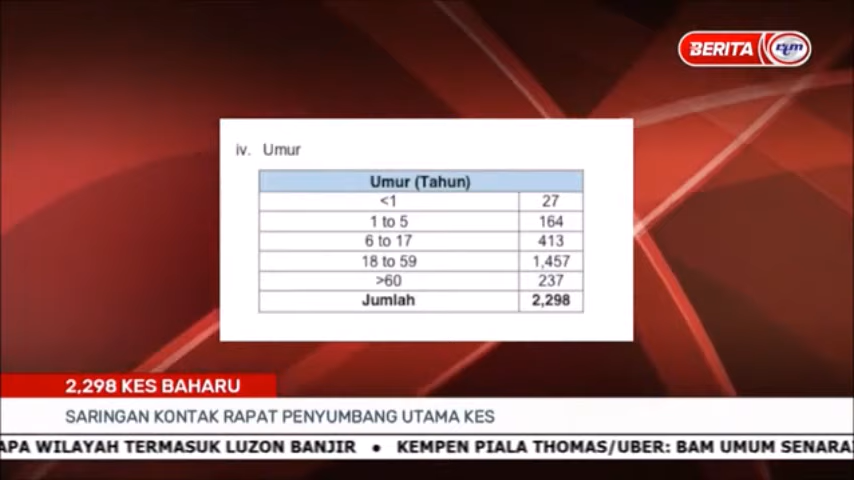 BERITA rtm
iv. Umur
Umur (Tahun)
<1 27
1 to 5 164
6 to 17 413
18 to 59 1,457
>60 237
Jumlah 2,298
2,298 KES BAHARU
SARINGAN KONTAK RAPAT PENYUMBANG UTAMA KES
APA WILAYAH TERMASUK LUZON BANJIR • KEMPEN PIALA THOMAS/UBER: BAM UMUM SENARAI